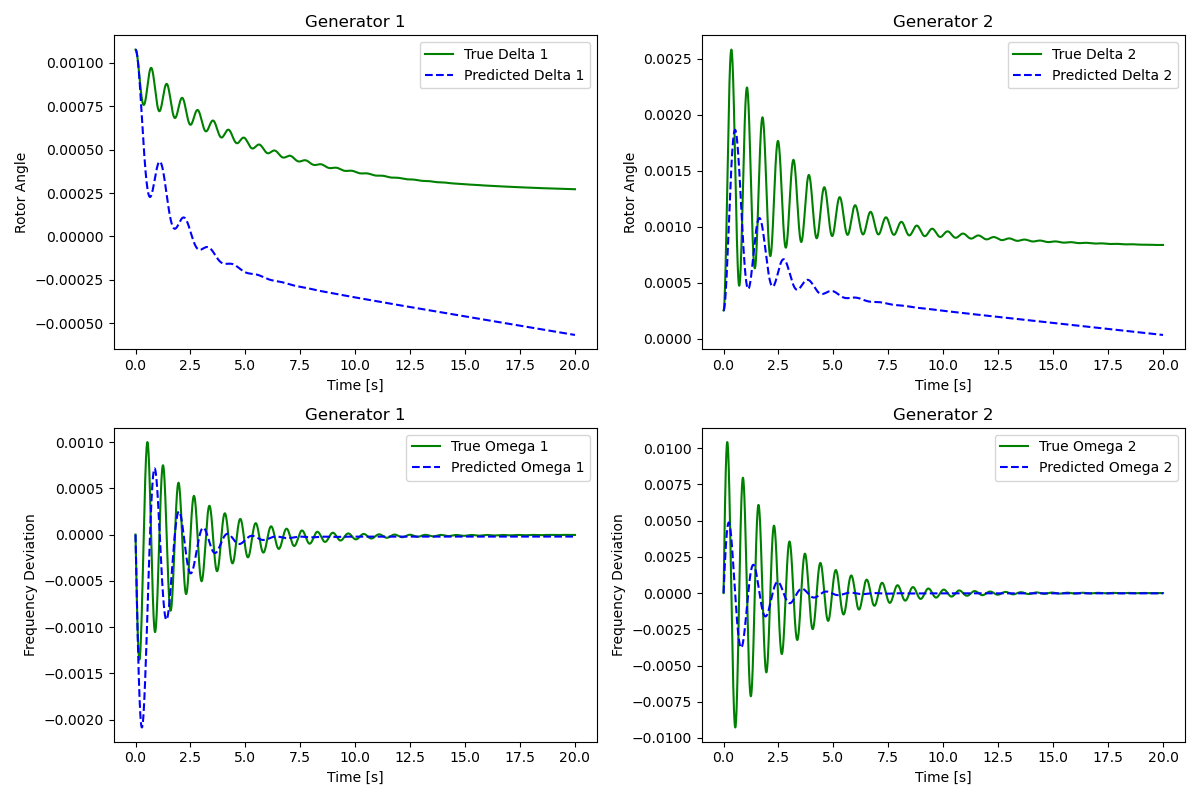 Generator 1
0.00100
0.00075
0.00050
0.00025
0.00000
−0.00025
−0.00050
Rotor Angle
True Delta 1
Predicted Delta 1
0.0 2.5 5.0 7.5 10.0 12.5 15.0 17.5 20.0
Time [s]
Generator 2
0.0025
0.0020
0.0015
0.0010
0.0005
0.0000
Rotor Angle
True Delta 2
Predicted Delta 2
0.0 2.5 5.0 7.5 10.0 12.5 15.0 17.5 20.0
Time [s]
Generator 1
0.0010
0.0005
0.0000
−0.0005
−0.0010
−0.0015
−0.0020
Frequency Deviation
True Omega 1
Predicted Omega 1
0.0 2.5 5.0 7.5 10.0 12.5 15.0 17.5 20.0
Time [s]
Generator 2
0.0100
0.0075
0.0050
0.0025
0.0000
−0.0025
−0.0050
−0.0075
−0.0100
Frequency Deviation
True Omega 2
Predicted Omega 2
0.0 2.5 5.0 7.5 10.0 12.5 15.0 17.5 20.0
Time [s]